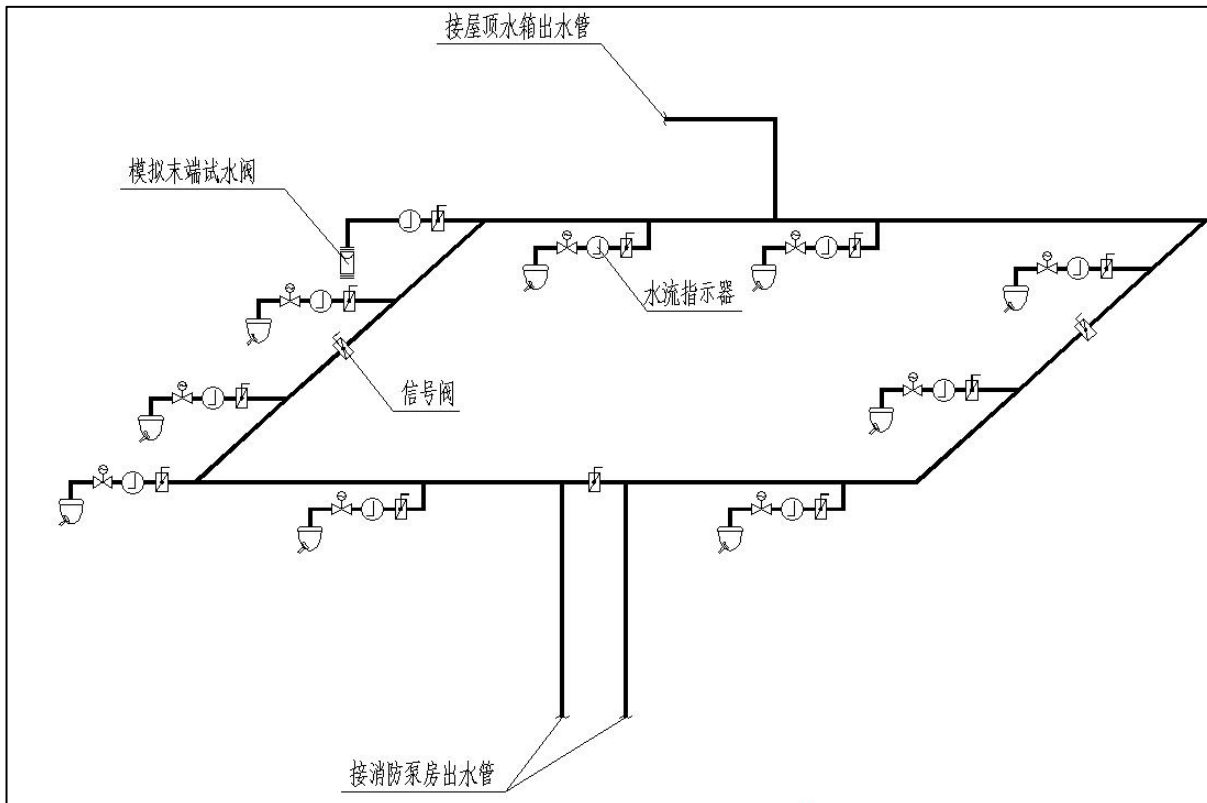 接屋顶水箱出水管
模拟末端试水阀
水流指示器
信号阀
接消防泵房出水管